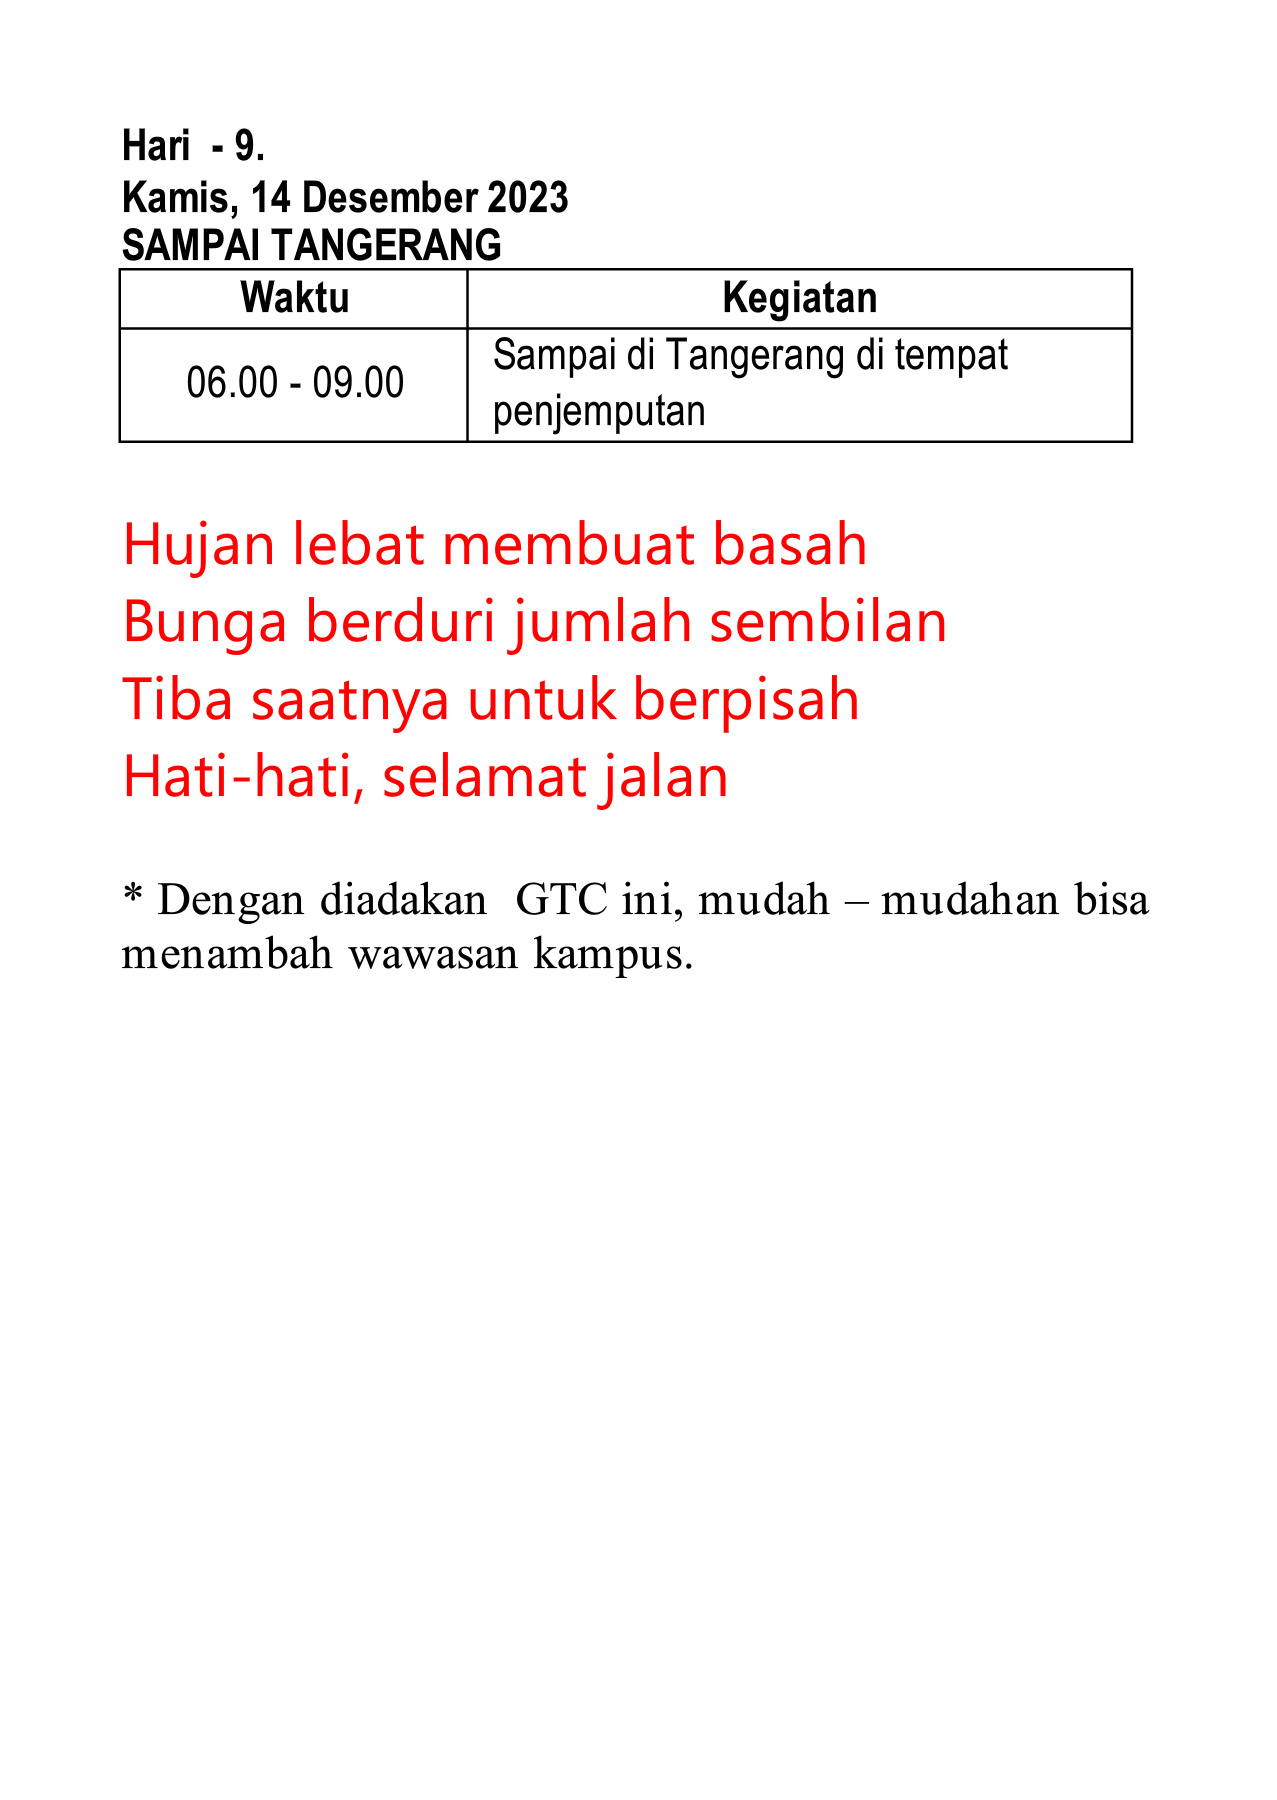 Hari  - 9.
Kamis, 14 Desember 2023
SAMPAI TANGERANG
Waktu Kegiatan
06.00 - 09.00 Sampai di Tangerang di tempat
penjemputan
Hujan lebat membuat basah
Bunga berduri jumlah sembilan
Tiba saatnya untuk berpisah
Hati-hati, selamat jalan
* Dengan diadakan  GTC ini, mudah – mudahan bisa
menambah wawasan kampus.